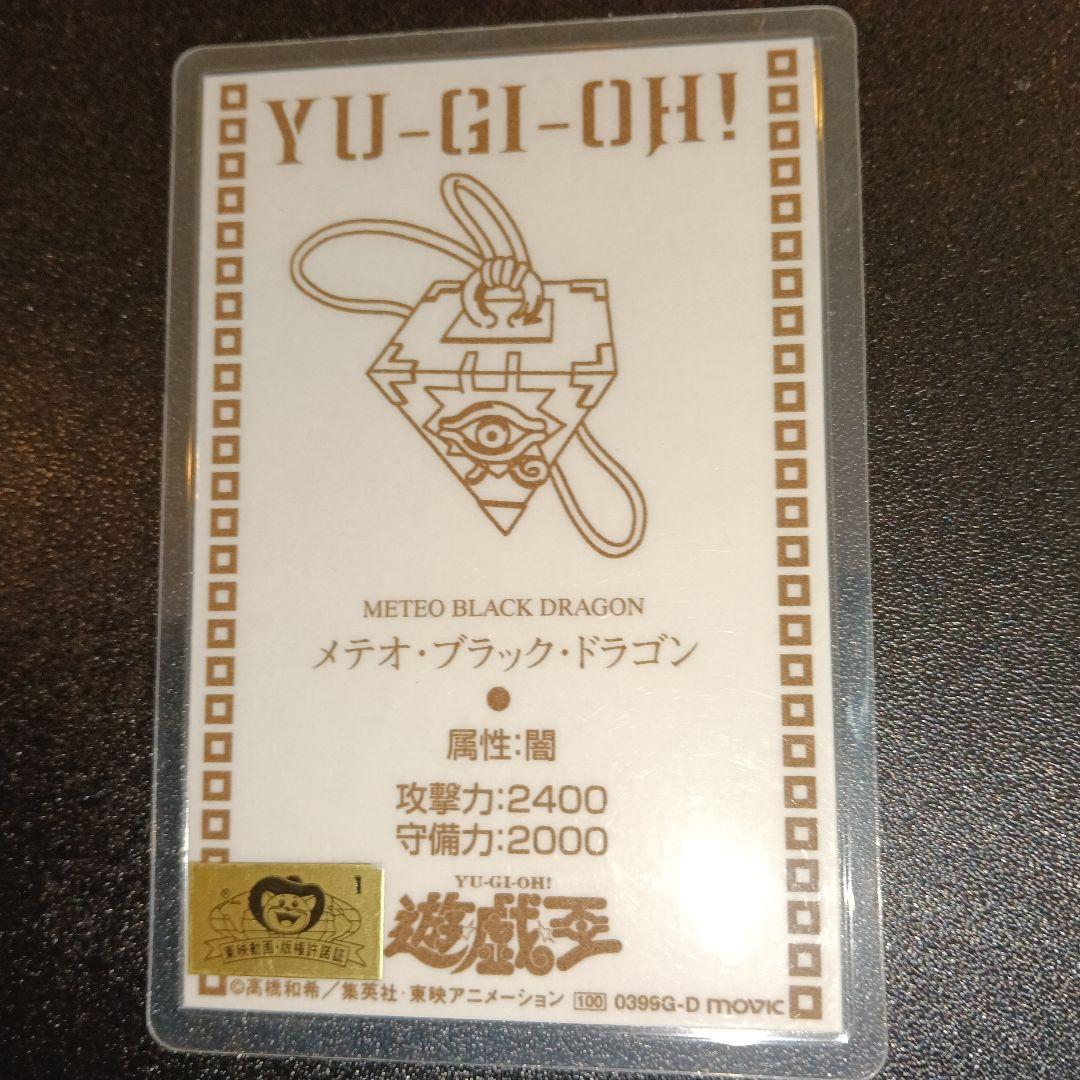 YU-GI-OH!
METEO BLACK DRAGON
メテオ・ブラック・ドラゴン
●
属性:闇
攻撃力:2400
守備力:2000
YU-GI-OH!
遊戯王
® 1
東映動画・版権許諾証
©高橋和希／集英社・東映アニメーション 100 0399G-D movic